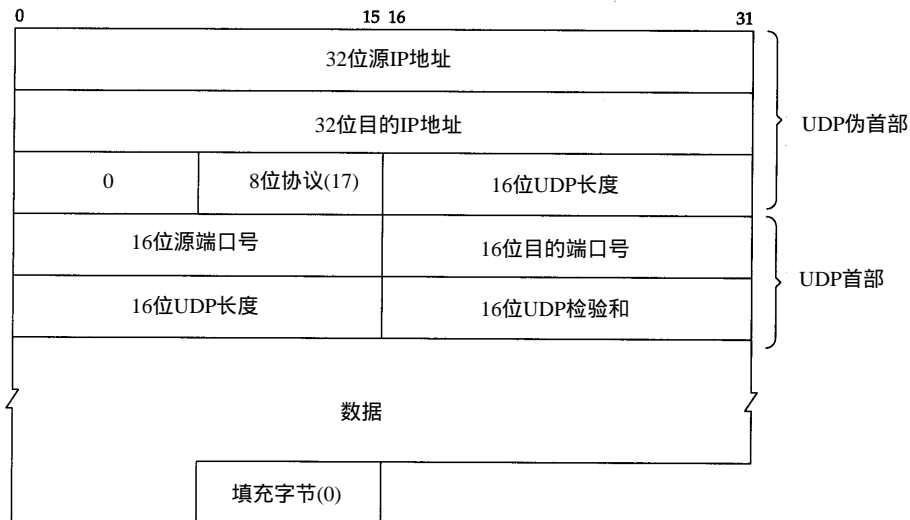 0 15 16 31
32位源IP地址
32位目的IP地址
UDP伪首部
0 8位协议(17) 16位UDP长度
16位源端口号 16位目的端口号
UDP首部
16位UDP长度 16位UDP检验和
数据
填充字节(0)